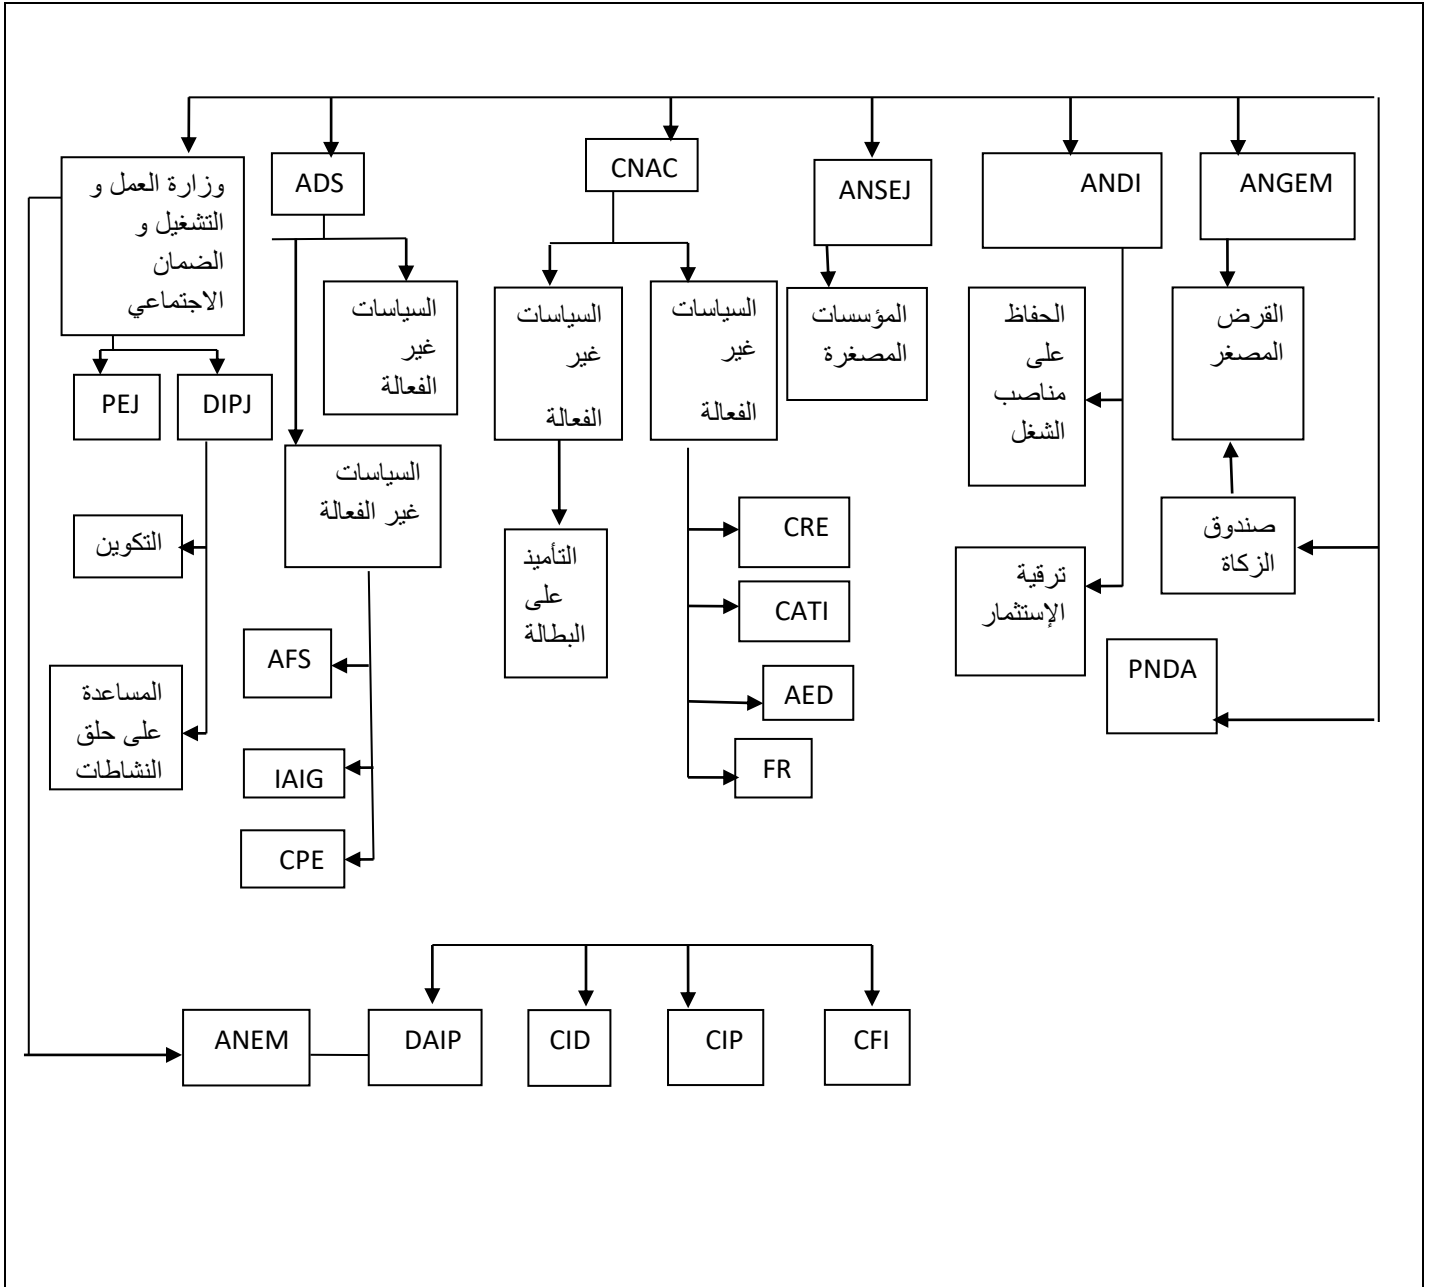 وزارة العمل و
التشغيل و
الضمان
الاجتماعي
ADS
CNAC
ANSEJ
ANDI
ANGEM
السياسات
غير
الفعالة
السياسات
غير
الفعالة
السياسات
غير
الفعالة
المؤسسات
المصغرة
الحفاظ
على
مناصب
الشغل
القرض
المصغر
PEJ
DIPJ
السياسات
غير الفعالة
صندوق
الزكاة
التكوين
التأميذ
على
البطالة
CRE
CATI
AED
FR
ترقية
الإستثمار
PNDA
المساعدة
على حلق
النشاطات
AFS
IAIG
CPE
ANEM
DAIP
CID
CIP
CFI